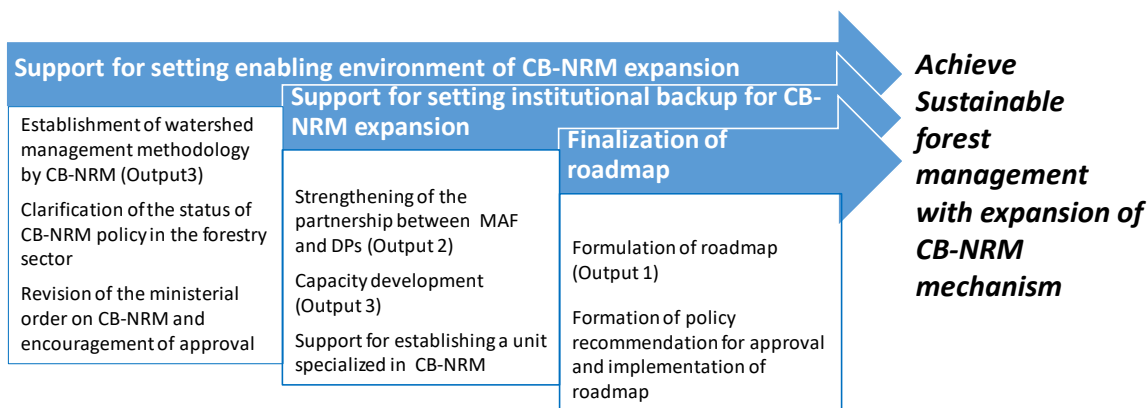 Support for setting enabling environment of CB-NRM expansion
Establishment of watershed
management methodology
by CB-NRM (Output3)
Clarification of the status of
CB-NRM policy in the forestry
sector
Revision of the ministerial
order on CB-NRM and
encouragement of approval
Support for setting institutional backup for CB-
NRM expansion
Strengthening of the
partnership between MAF
and DPs (Output 2)
Capacity development
(Output 3)
Support for establishing a unit
specialized in CB-NRM
Finalization of
roadmap
Formulation of roadmap
(Output 1)
Formation of policy
recommendation for approval
and implementation of
roadmap
Achieve
Sustainable
forest
management
with expansion of
CB-NRM
mechanism